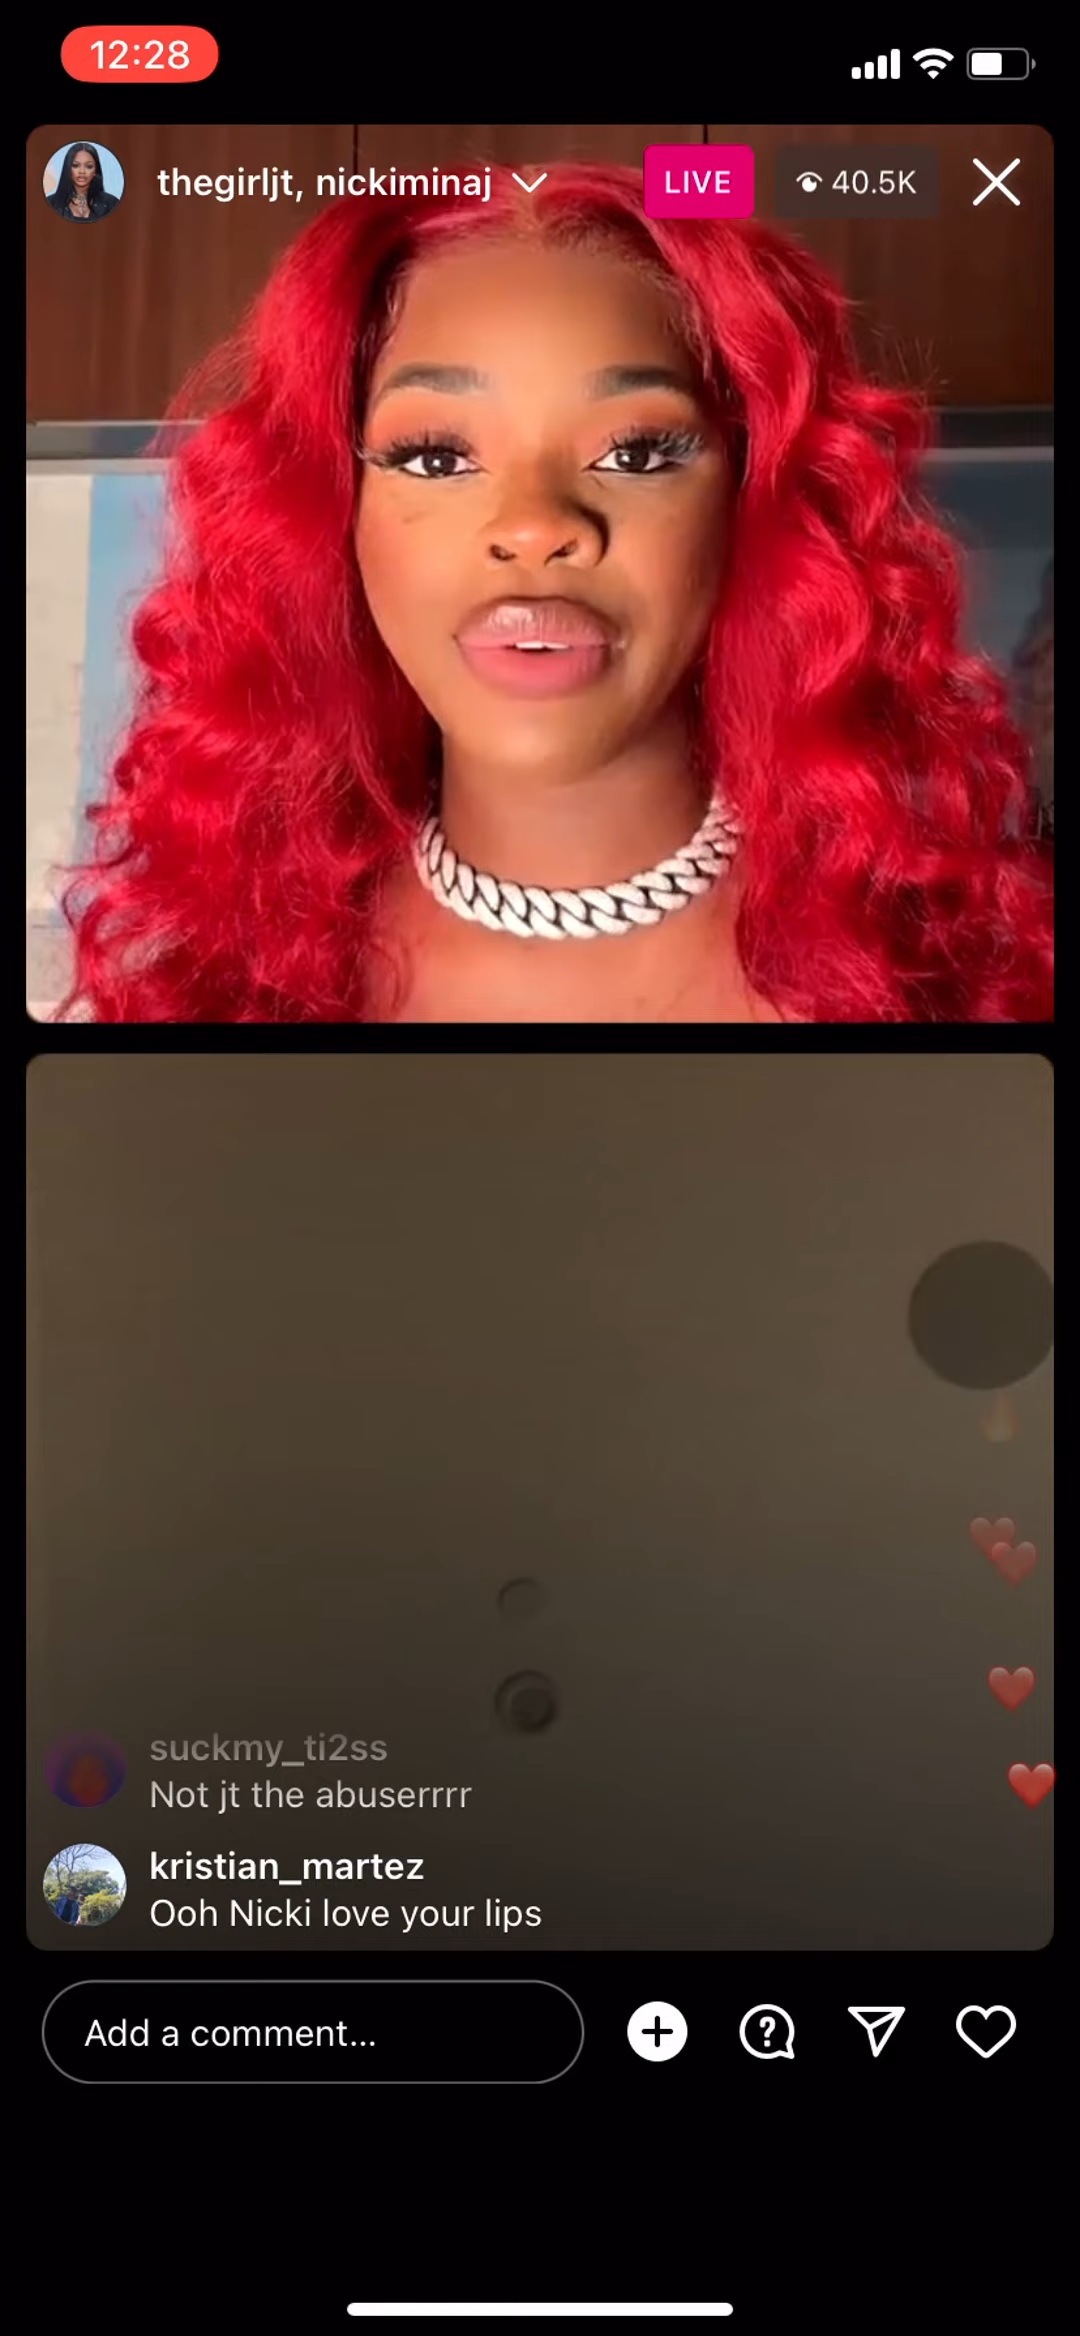 12:28
thegirljt, nickiminaj
LIVE
40.5K
suckmy_ti2ss
Not jt the abuserrrr
kristian_martez
Ooh Nicki love your lips
Add a comment...